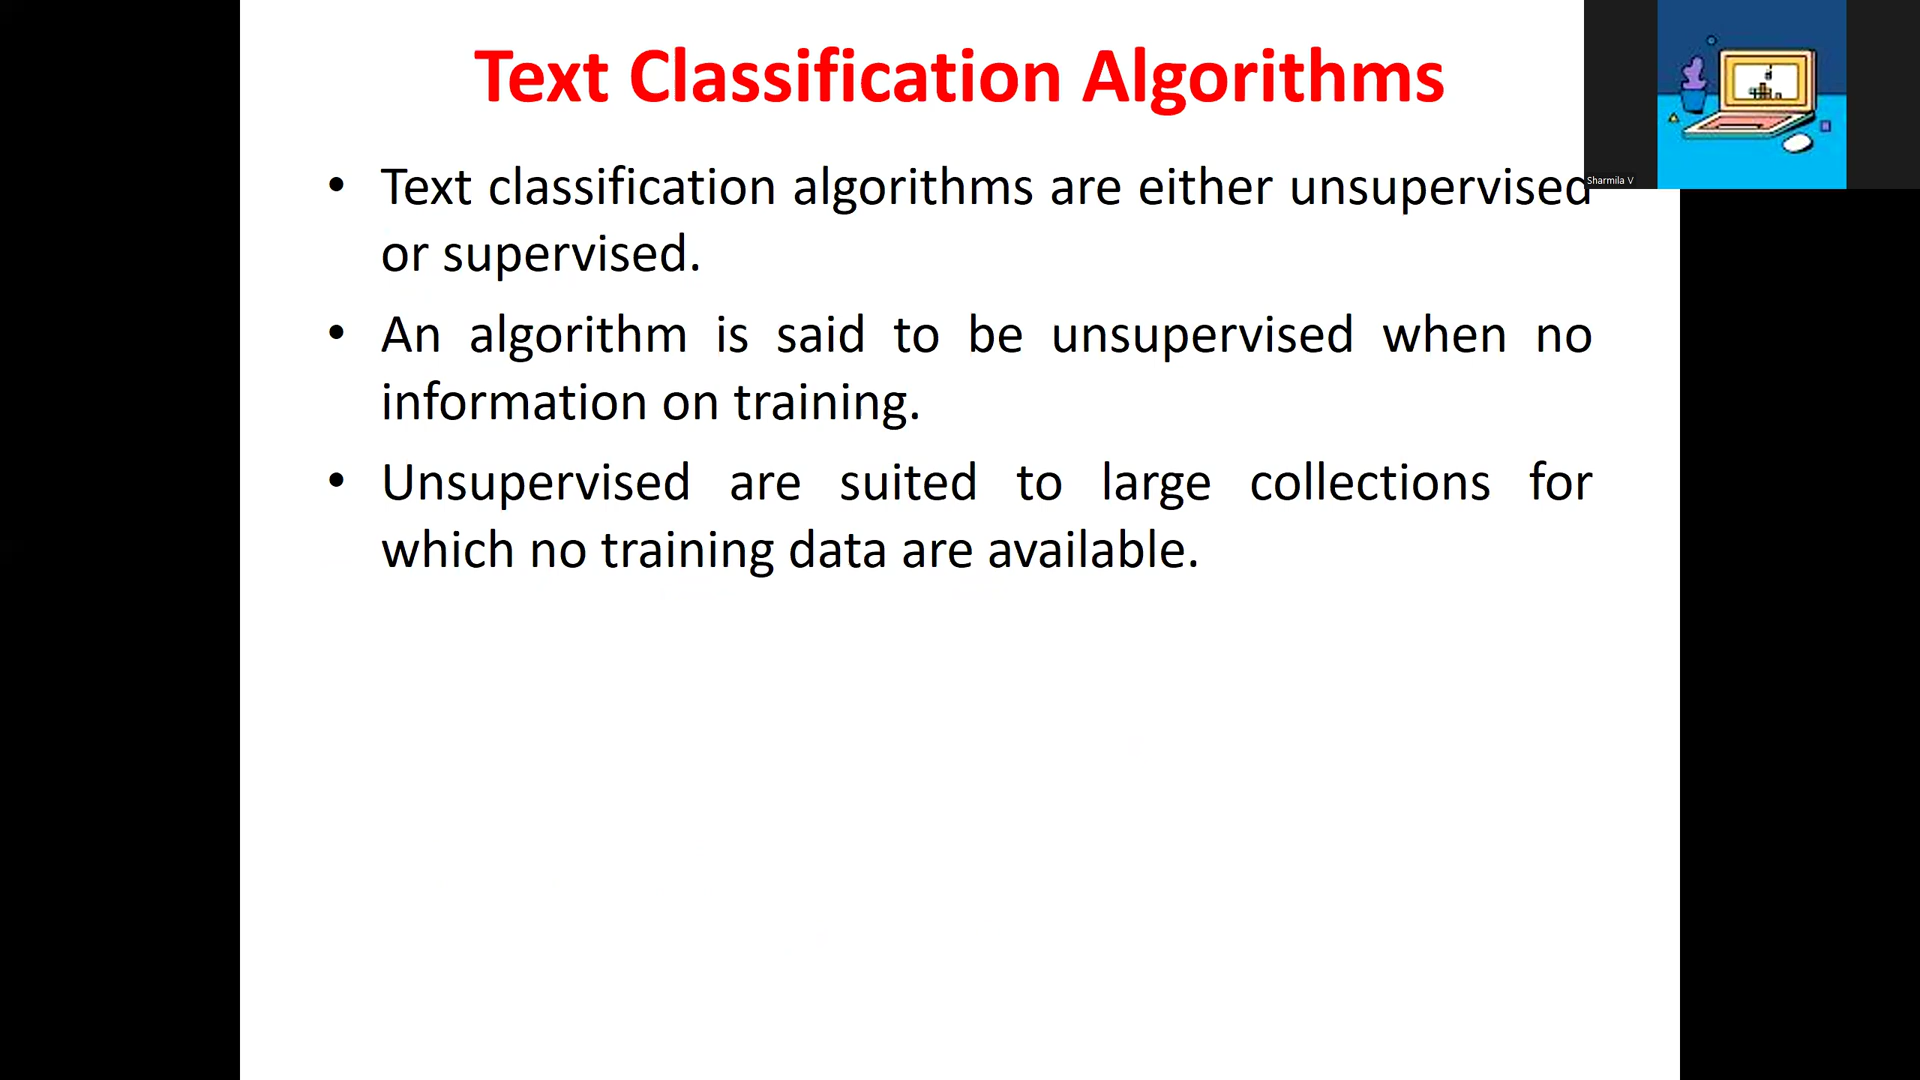 Text Classification Algorithms
Sharmila V
• Text classification algorithms are either unsupervised
or supervised.
• An algorithm is said to be unsupervised when no
information on training.
• Unsupervised are suited to large collections for
which no training data are available.